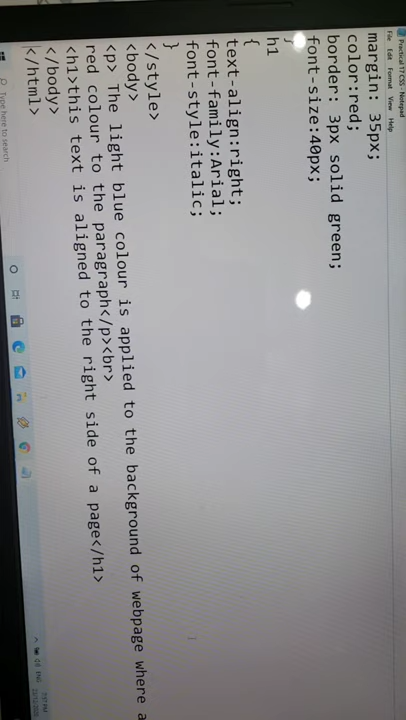 Practical 17 CSS - Notepad
File Edit Format View Help
margin: 35px;
color:red;
border: 3px solid green;
font-size:40px;
}
h1
{
text-align:right;
font-family:Arial;
font-style:italic;
}
</style>
<body>
<p> The light blue colour is applied to the background of webpage where a
red colour to the paragraph</p><br>
<h1>this text is aligned to the right side of a page</h1>
</body>
</html>
Type here to search
ENG